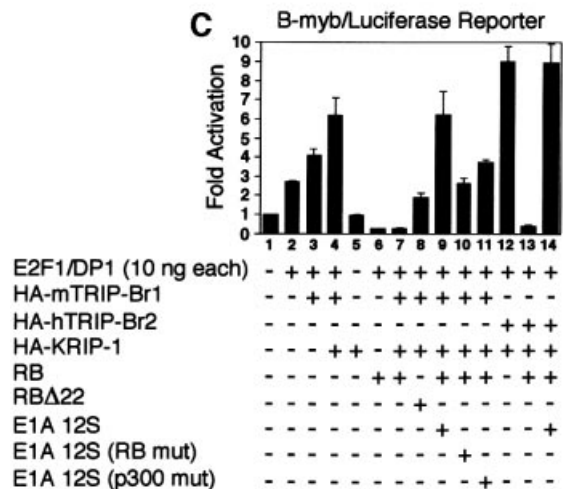 C
B-myb/Luciferase Reporter
Fold Activation
10
9
8
7
6
5
4
3
2
1
0
1 2 3 4 5 6 7 8 9 10 11 12 13 14
E2F1/DP1 (10 ng each) - + + + - + + + + + + + + +
HA-mTRIP-Br1 - - + + - - + + + + + - - -
HA-hTRIP-Br2 - - - - - - - - - - - + + +
HA-KRIP-1 - - - + + - + + + + + + + +
RB - - - - - + + - + + + - + +
RBΔ22 - - - - - - - + - - - - - -
E1A 12S - - - - - - - - + - - - - +
E1A 12S (RB mut) - - - - - - - - - + - - - -
E1A 12S (p300 mut) - - - - - - - - - - + - - -